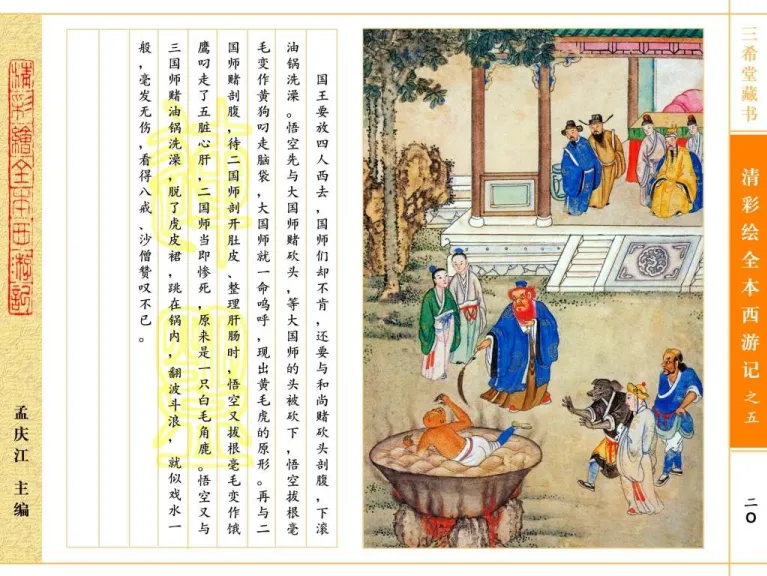 三希堂藏书
清彩绘全本西游记之五
二〇
国王要放四人西去，国师们却不肯，还要与和尚赌砍头剖腹，下滚
油锅洗澡。悟空先与大国师赌砍头，等大国师的头被砍下，悟空拔根毫
毛变作黄狗叼走脑袋，大国师就一命呜呼，现出黄毛虎的原形。再与二
国师赌剖腹，待二国师剖开肚皮、整理肝肠时，悟空又拔根毫毛变作饿
鹰叼走了五脏心肝，二国师当即惨死，原来是一只白毛角鹿。悟空又与
三国师赌油锅洗澡，脱了虎皮裙，跳在锅内，翻波斗浪，就似戏水一
般，毫发无伤，看得八戒、沙僧赞叹不已。
清彩绘全本西游记
孟庆江 主编